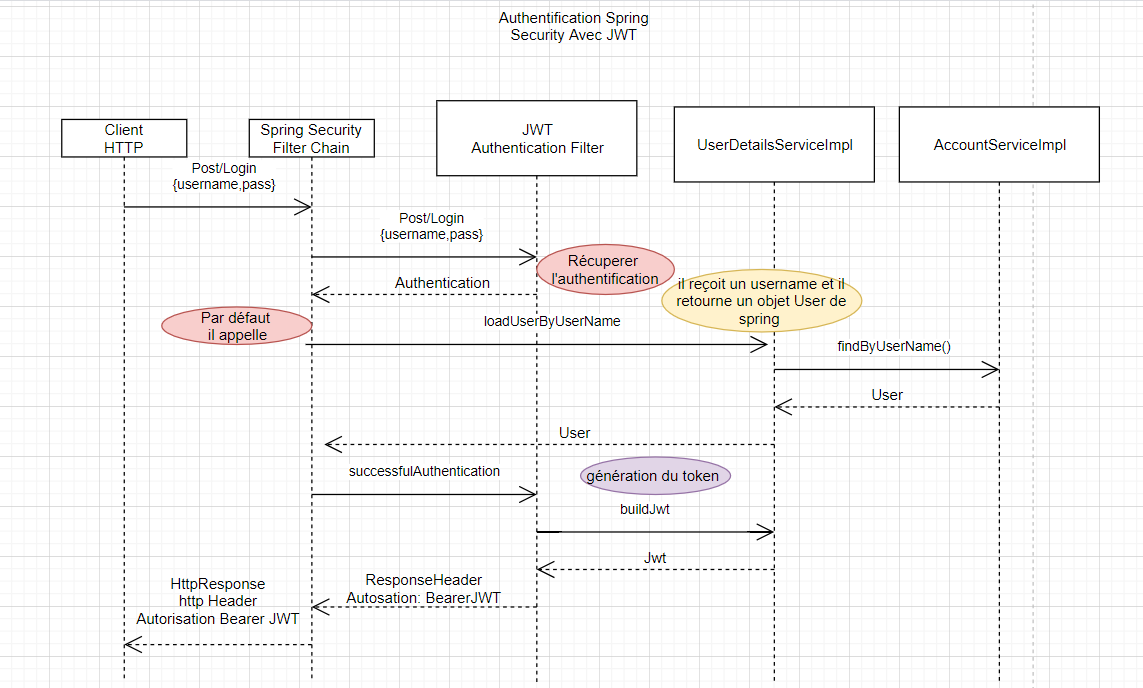 Authentification Spring
Security Avec JWT
Client
HTTP
Spring Security
Filter Chain
JWT
Authentication Filter
UserDetailsServiceImpl
AccountServiceImpl
Post/Login
{username,pass}
Post/Login
{username,pass}
Récuperer
l'authentification
Authentication
il reçoit un username et il
retourne un objet User de
spring
Par défaut
il appelle
loadUserByUserName
findByUserName()
User
User
successfulAuthentication
génération du token
buildJwt
Jwt
ResponseHeader
Autosation: BearerJWT
HttpResponse
http Header
Autorisation Bearer JWT